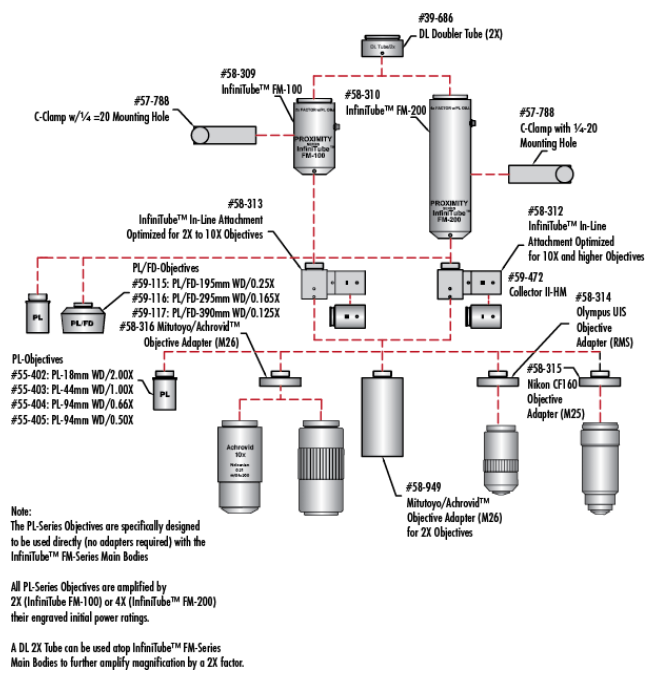 #39-686
DL Doubler Tube (2X)
DL Tube/2x
#58-309
InfiniTube™ FM-100
#58-310
InfiniTube™ FM-200
#57-788
C-Clamp w/¼ =20 Mounting Hole
#57-788
C-Clamp with ¼-20
Mounting Hole
PROXIMITY
InfiniTube™
FM-100
PROXIMITY
InfiniTube™
FM-200
#58-313
InfiniTube™ In-Line Attachment
Optimized for 2X to 10X Objectives
#58-312
InfiniTube™ In-Line
Attachment Optimized
for 10X and higher Objectives
#59-472
Collector II-HM
PL
PL/FD
PL/FD-Objectives
#59-115: PL/FD-195mm WD/0.25X
#59-116: PL/FD-295mm WD/0.165X
#59-117: PL/FD-390mm WD/0.125X
#58-316 Mitutoyo/Achrovid™
Objective Adapter (M26)
#58-314
Olympus UIS
Objective
Adapter (RMS)
#58-315
Nikon CF160
Objective
Adapter (M25)
PL-Objectives
#55-402: PL-18mm WD/2.00X
#55-403: PL-44mm WD/1.00X
#55-404: PL-94mm WD/0.66X
#55-405: PL-94mm WD/0.50X
PL
Achrovid
10x
#58-949
Mitutoyo/Achrovid™
Objective Adapter (M26)
for 2X Objectives
Note:
The PL-Series Objectives are specifically designed
to be used directly (no adapters required) with the
InfiniTube™ FM-Series Main Bodies
All PL-Series Objectives are amplified by
2X (InfiniTube FM-100) or 4X (InfiniTube™ FM-200)
their engraved initial power ratings.
A DL 2X Tube can be used atop InfiniTube™ FM-Series
Main Bodies to further amplify magnification by a 2X factor.